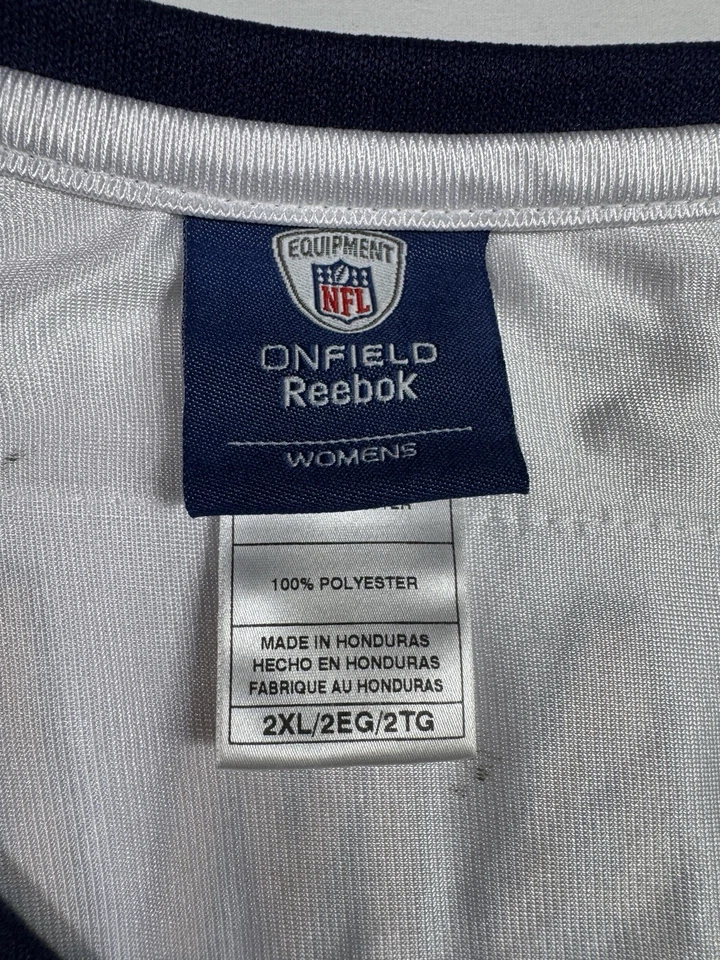 EQUIPMENT
NFL
ONFIELD
Reebok
WOMENS
100% POLYESTER
MADE IN HONDURAS
HECHO EN HONDURAS
FABRIQUE AU HONDURAS
2XL/2EG/2TG